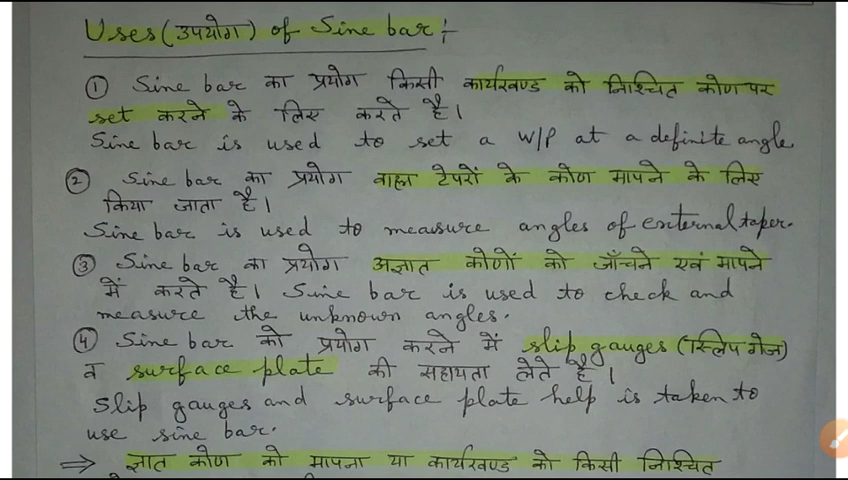 Uses (उपयोग) of Sine bar :-
① Sine bar का प्रयोग किसी कार्यखण्ड को निश्चित कोण पर
set करने के लिए करते है।
Sine bar is used to set a W/P at a definite angle
② Sine bar का प्रयोग वाह्य टेपरों के कोण मापने के लिए
किया जाता है।
Sine bar is used to measure angles of external taper.
③ Sine bar का प्रयोग अज्ञात कोणों को जाँचने एवं मापने
में करते है। Sine bar is used to check and
measure the unknown angles.
④ Sine bar को प्रयोग करने में slip gauges (स्लिप गेज)
व surface plate की सहायता लेते है।
Slip gauges and surface plate help is taken to
use sine bar.
⇒ ज्ञात कोण को मापना या कार्यखण्ड को किसी निश्चित